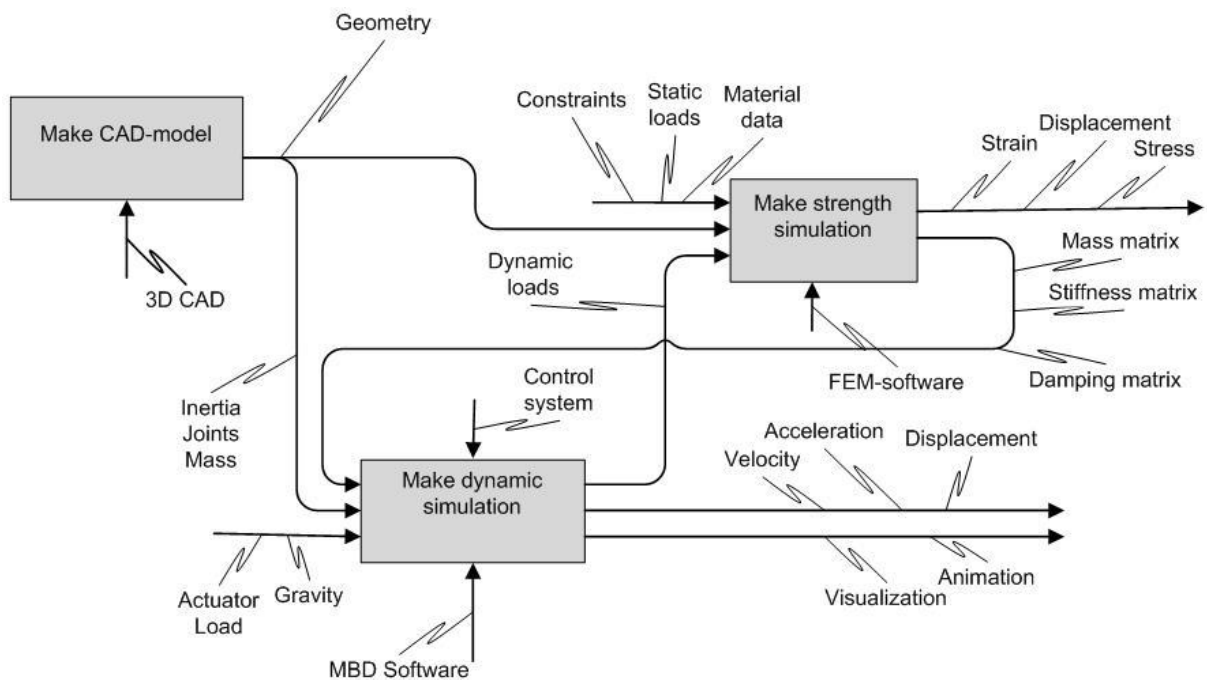 Geometry
Make CAD-model
3D CAD
Constraints
Static
loads
Material
data
Make strength
simulation
Strain
Displacement
Stress
Dynamic
loads
Mass matrix
Stiffness matrix
Damping matrix
FEM-software
Inertia
Joints
Mass
Control
system
Make dynamic
simulation
Velocity
Acceleration
Displacement
Actuator
Load
Gravity
Visualization
Animation
MBD Software